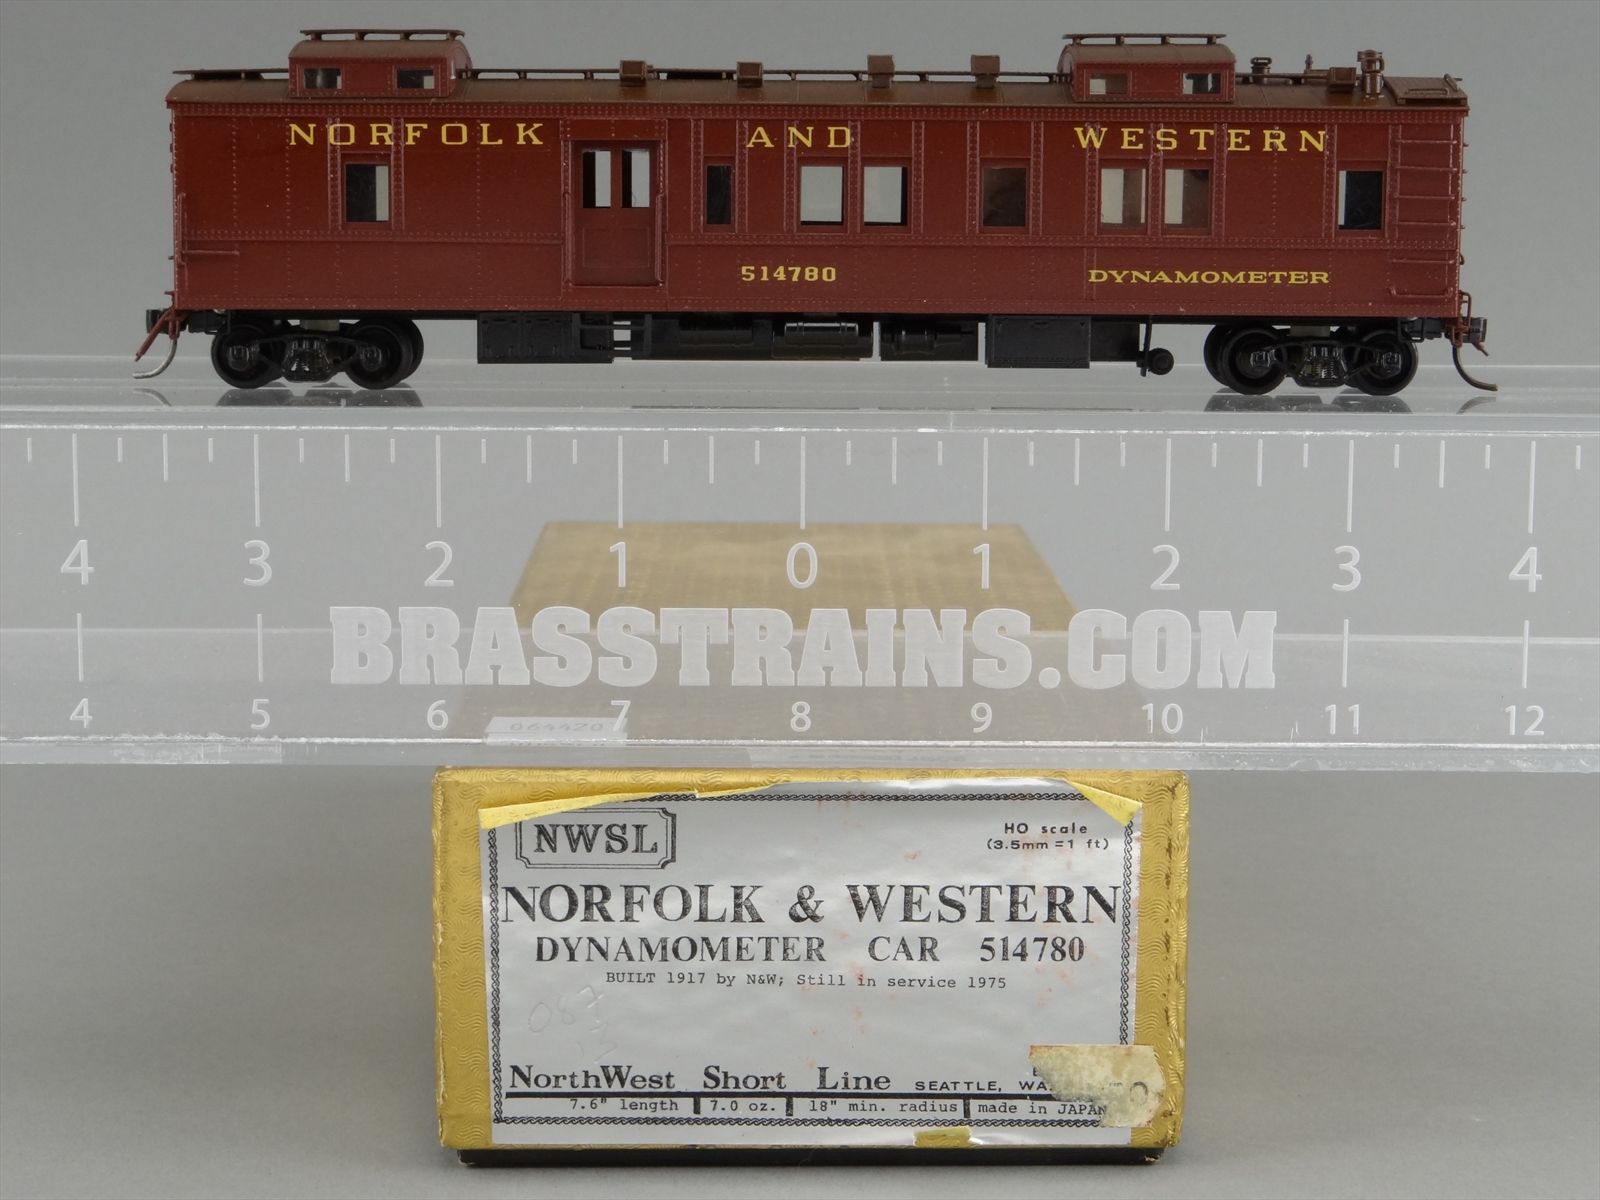 NORFOLK AND WESTERN
514780 DYNAMOMETER
4 3 2 1 0 1 2 3 4
BRASSTRAINS.COM
4 5 6 7 8 9 10 11 12
064420
NWSL
HO scale
(3.5mm = 1 ft)
NORFOLK & WESTERN
DYNAMOMETER CAR 514780
BUILT 1917 by N&W; Still in service 1975
087
NorthWest Short Line SEATTLE,
7.6" length 7.0 oz. 18" min. radius made in JAPAN